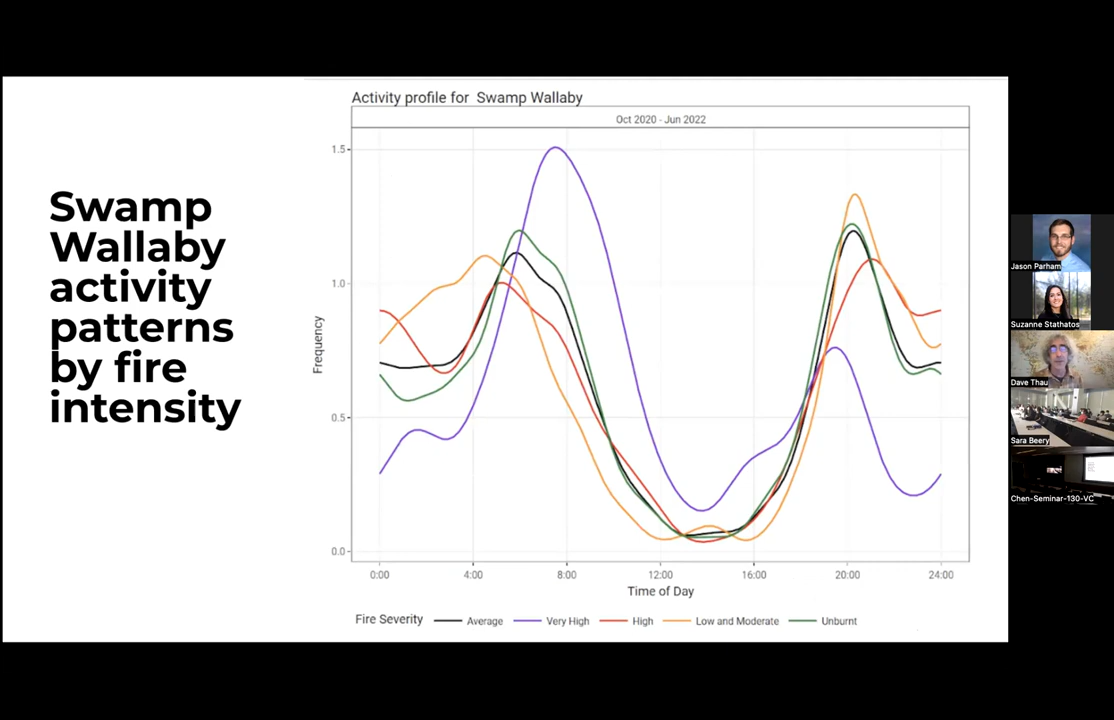 Swamp
Wallaby
activity
patterns
by fire
intensity
Activity profile for Swamp Wallaby
Oct 2020 - Jun 2022
Frequency
1.5
1.0
0.5
0.0
0:00 4:00 8:00 12:00 16:00 20:00 24:00
Time of Day
Fire Severity Average Very High High Low and Moderate Unburnt
Jason Parham
Suzanne Stathatos
Dave Thau
Sara Beery
Chen-Seminar-130-VC